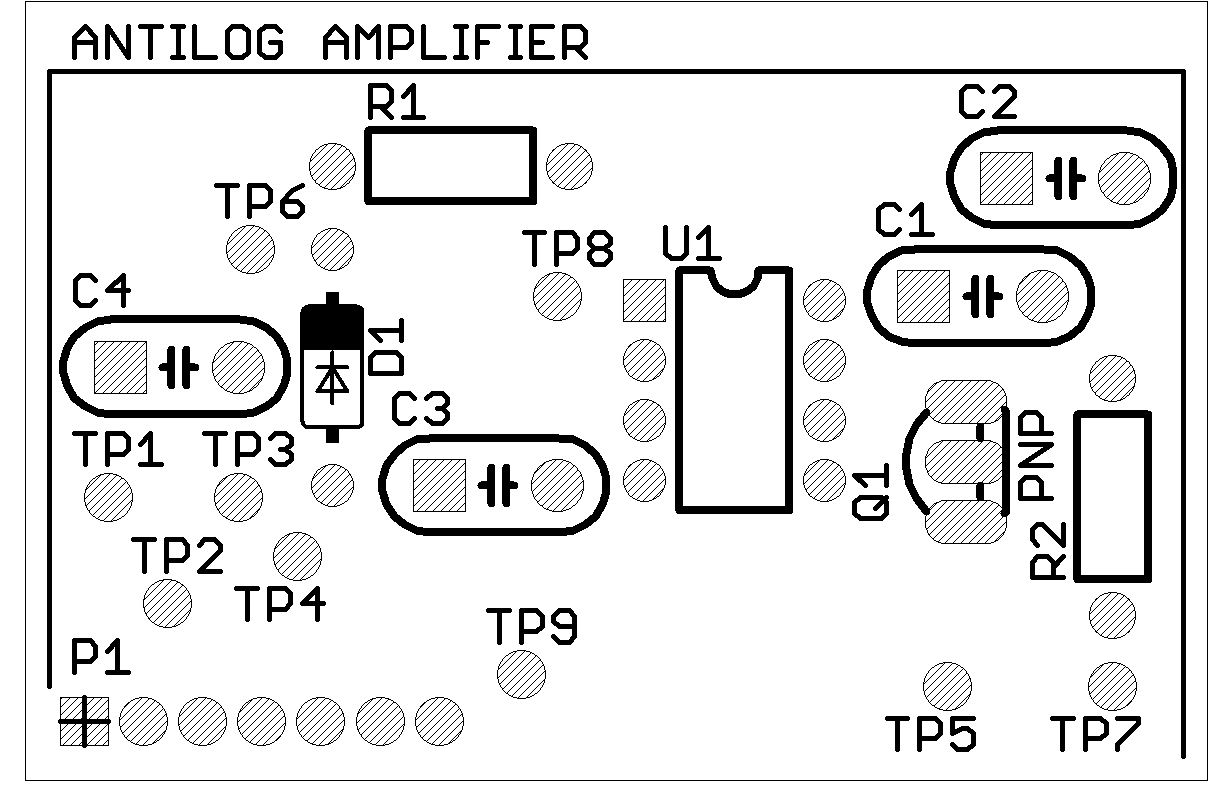 ANTILOG AMPLIFIER
R1
C2
TP6
C1
TP8
U1
C4
D1
C3
TP1
TP3
PNP
Q1
R2
TP2
TP4
TP9
P1
TP5
TP7